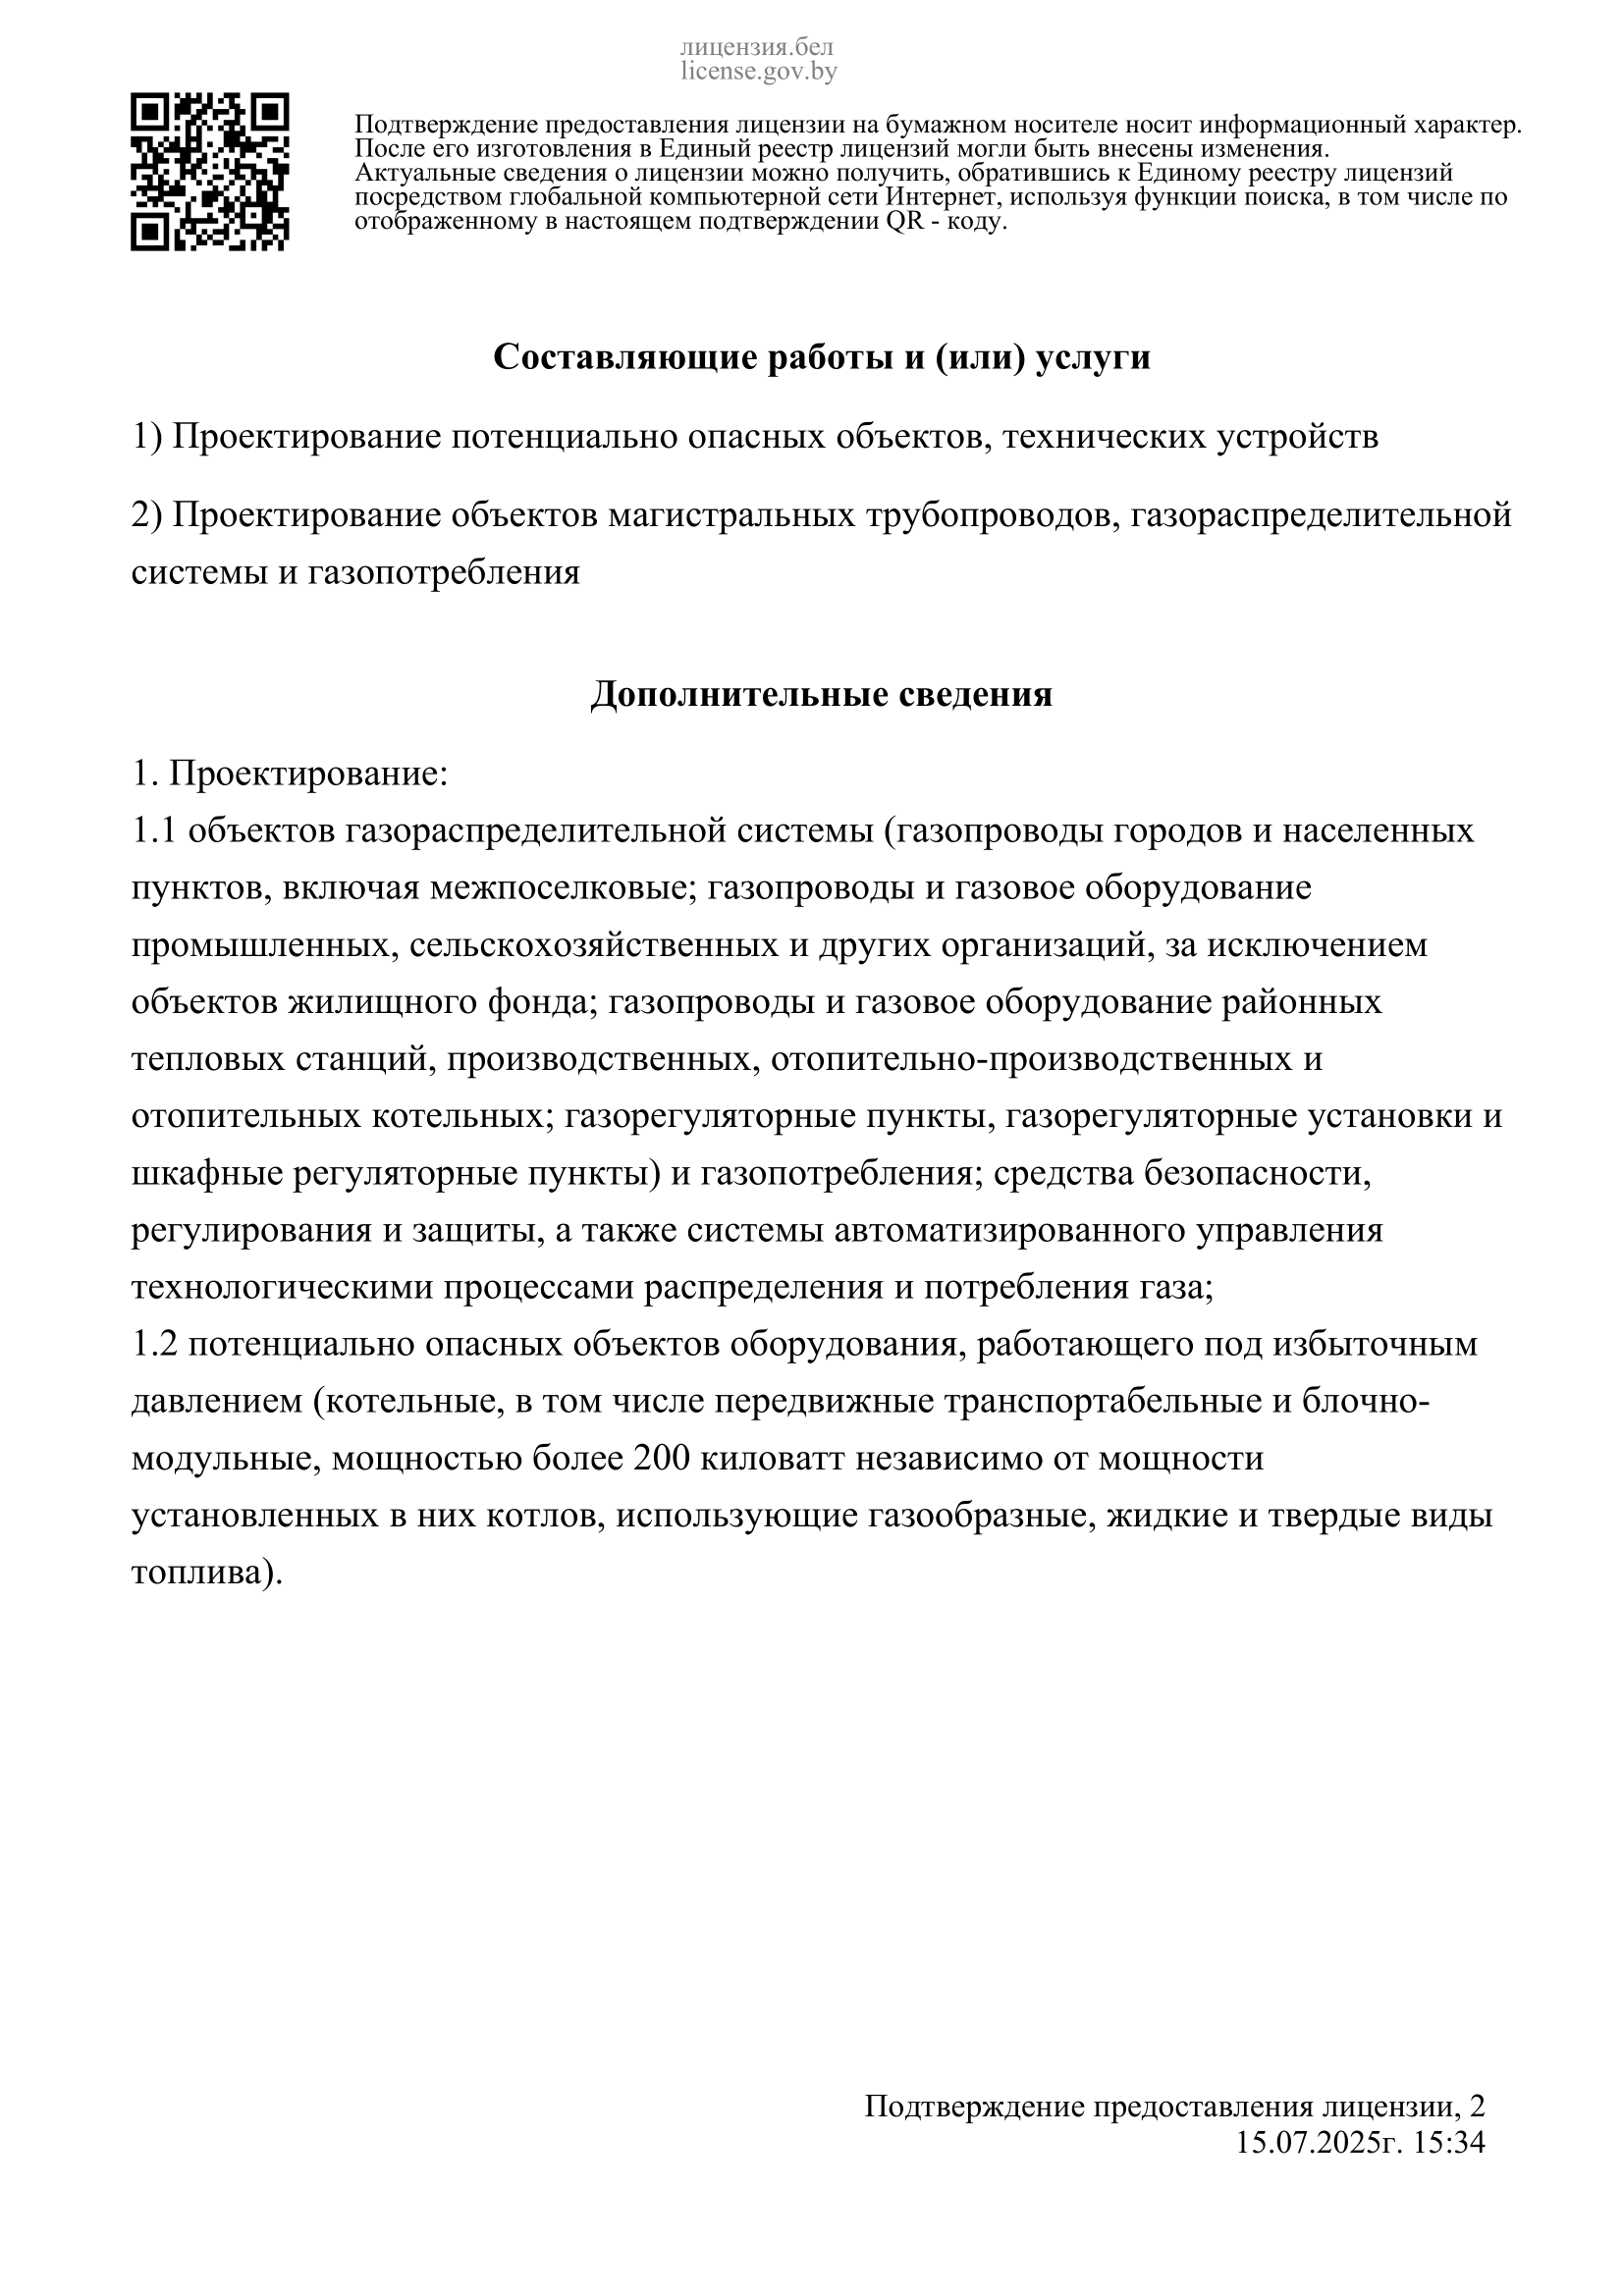 лицензия.бел
license.gov.by
Подтверждение предоставления лицензии на бумажном носителе носит информационный характер.
После его изготовления в Единый реестр лицензий могли быть внесены изменения.
Актуальные сведения о лицензии можно получить, обратившись к Единому реестру лицензий
посредством глобальной компьютерной сети Интернет, используя функции поиска, в том числе по
отображенному в настоящем подтверждении QR - коду.
Составляющие работы и (или) услуги
1) Проектирование потенциально опасных объектов, технических устройств
2) Проектирование объектов магистральных трубопроводов, газораспределительной
системы и газопотребления
Дополнительные сведения
1. Проектирование:
1.1 объектов газораспределительной системы (газопроводы городов и населенных
пунктов, включая межпоселковые; газопроводы и газовое оборудование
промышленных, сельскохозяйственных и других организаций, за исключением
объектов жилищного фонда; газопроводы и газовое оборудование районных
тепловых станций, производственных, отопительно-производственных и
отопительных котельных; газорегуляторные пункты, газорегуляторные установки и
шкафные регуляторные пункты) и газопотребления; средства безопасности,
регулирования и защиты, а также системы автоматизированного управления
технологическими процессами распределения и потребления газа;
1.2 потенциально опасных объектов оборудования, работающего под избыточным
давлением (котельные, в том числе передвижные транспортабельные и блочно-
модульные, мощностью более 200 киловатт независимо от мощности
установленных в них котлов, использующие газообразные, жидкие и твердые виды
топлива).
Подтверждение предоставления лицензии, 2
15.07.2025г. 15:34